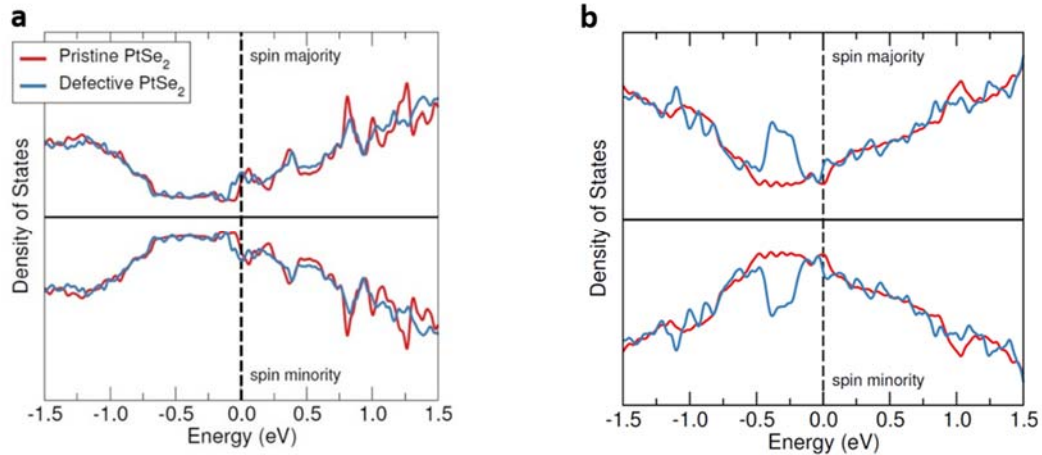 a
Pristine PtSe2
Defective PtSe2
spin majority
spin minority
Density of States
-1.5 -1.0 -0.5 0.0 0.5 1.0 1.5
Energy (eV)
b
spin majority
spin minority
Density of States
-1.5 -1.0 -0.5 0.0 0.5 1.0 1.5
Energy (eV)